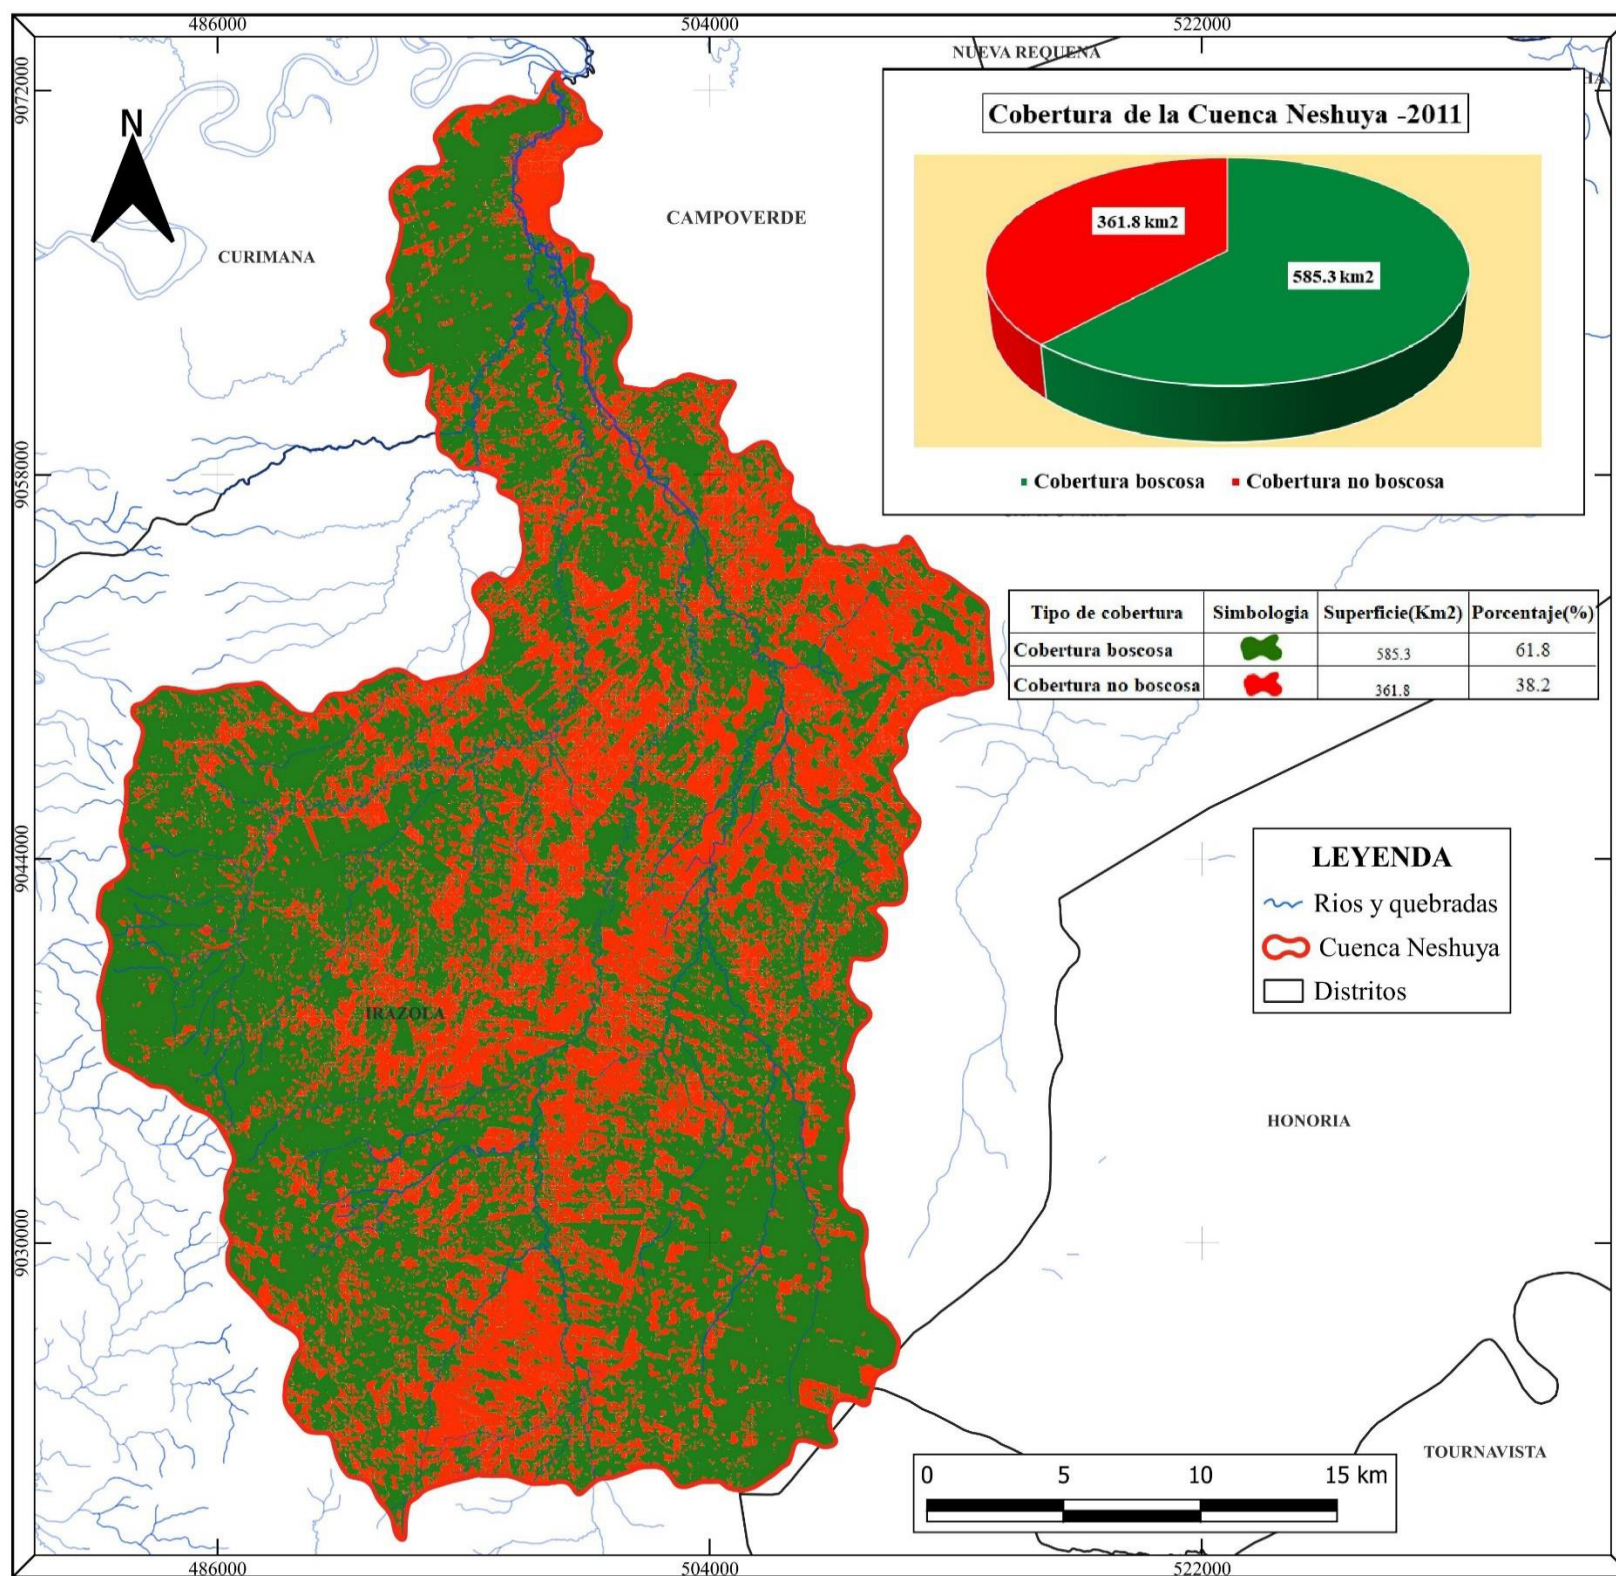 486000
504000
522000
NUEVA REQUENA
IA
9072000
N
Cobertura de la Cuenca Neshuya -2011
361.8 km2
585.3 km2
Cobertura boscosa
Cobertura no boscosa
CAMPOVERDE
CURIMANA
9058000
Tipo de cobertura Simbologia Superficie(Km2) Porcentaje(%)
Cobertura boscosa 585.3 61.8
Cobertura no boscosa 361.8 38.2
9044000
LEYENDA
Rios y quebradas
Cuenca Neshuya
Distritos
IRAZOLA
HONORIA
9030000
TOURNAVISTA
0 5 10 15 km
486000
504000
522000